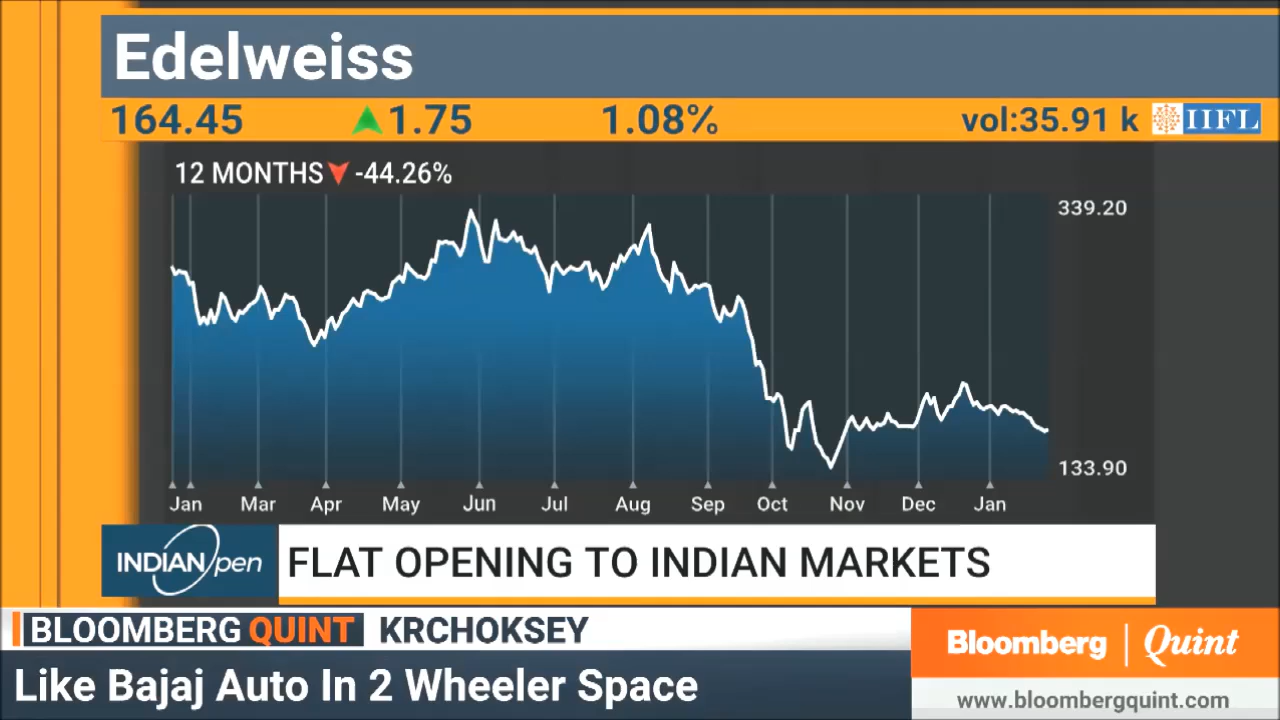 Edelweiss
164.45 1.75 1.08% vol:35.91 k IIFL
12 MONTHS -44.26%
339.20
133.90
Jan Mar Apr May Jun Jul Aug Sep Oct Nov Dec Jan
INDIAN Open FLAT OPENING TO INDIAN MARKETS
BLOOMBERG QUINT KRCHOKSEY
Like Bajaj Auto In 2 Wheeler Space
Bloomberg | Quint
www.bloombergquint.com